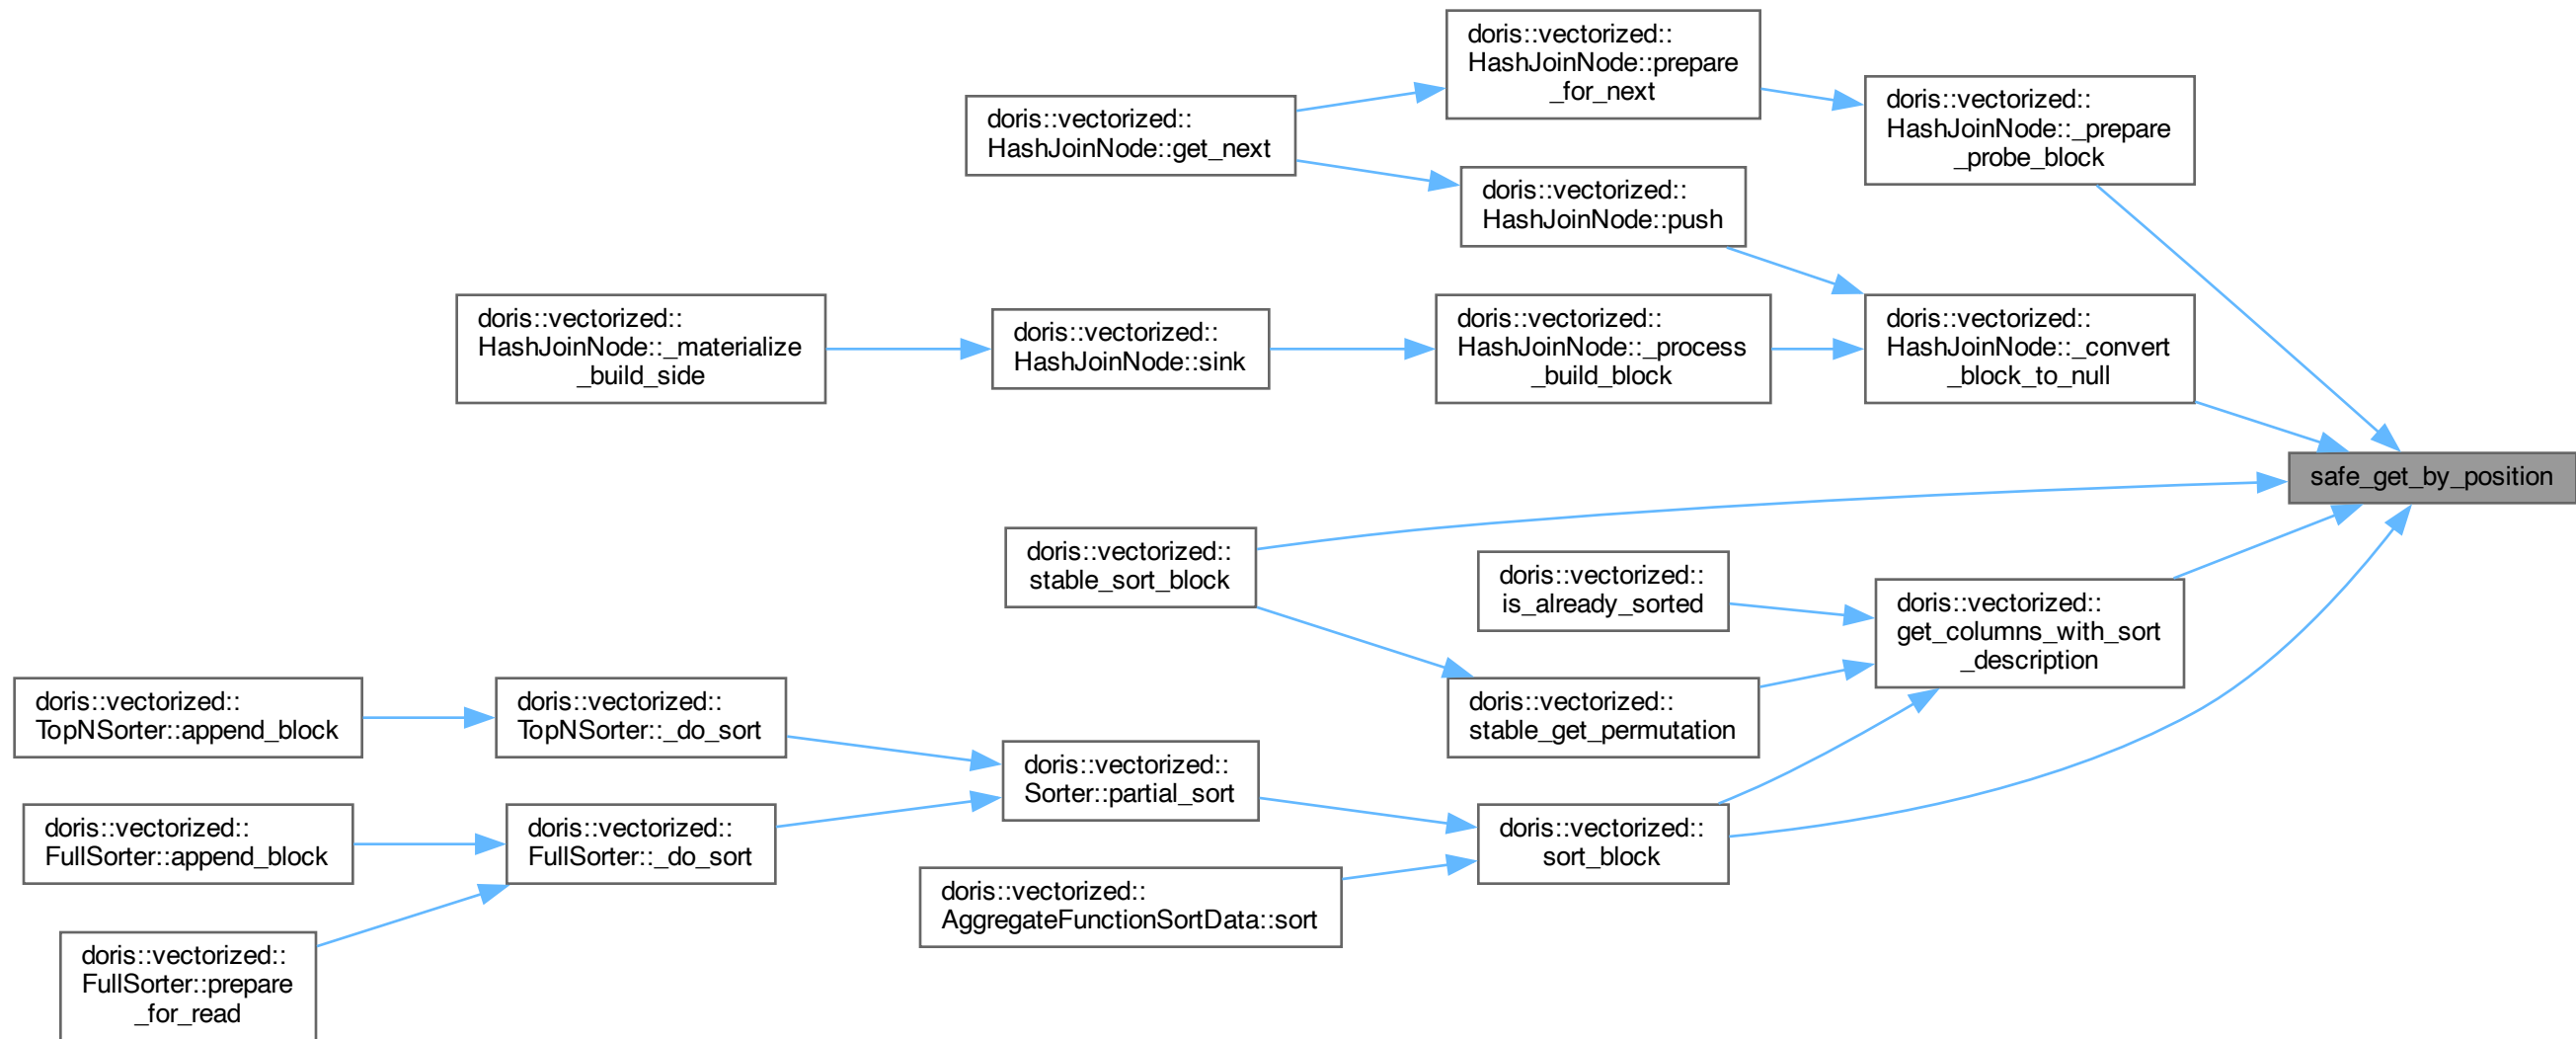 doris::vectorized::
HashJoinNode::prepare
_for_next
doris::vectorized::
HashJoinNode::_prepare
_probe_block
doris::vectorized::
HashJoinNode::get_next
doris::vectorized::
HashJoinNode::push
doris::vectorized::
HashJoinNode::_materialize
_build_side
doris::vectorized::
HashJoinNode::sink
doris::vectorized::
HashJoinNode::_process
_build_block
doris::vectorized::
HashJoinNode::_convert
_block_to_null
safe_get_by_position
doris::vectorized::
stable_sort_block
doris::vectorized::
is_already_sorted
doris::vectorized::
get_columns_with_sort
_description
doris::vectorized::
TopNSorter::append_block
doris::vectorized::
TopNSorter::_do_sort
doris::vectorized::
stable_get_permutation
doris::vectorized::
Sorter::partial_sort
doris::vectorized::
FullSorter::append_block
doris::vectorized::
FullSorter::_do_sort
doris::vectorized::
sort_block
doris::vectorized::
AggregateFunctionSortData::sort
doris::vectorized::
FullSorter::prepare
_for_read